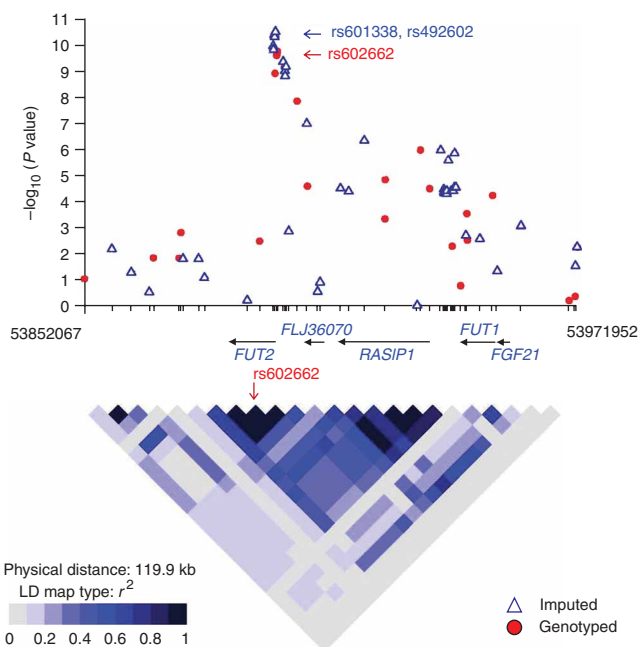 11
10
9
8
7
6
5
4
3
2
1
0
–log10 (P value)
rs601338, rs492602
rs602662
53852067
53971952
FLJ36070
FUT1
FUT2
RASIP1
FGF21
rs602662
Physical distance: 119.9 kb
LD map type: r²
0 0.2 0.4 0.6 0.8 1
Imputed
Genotyped